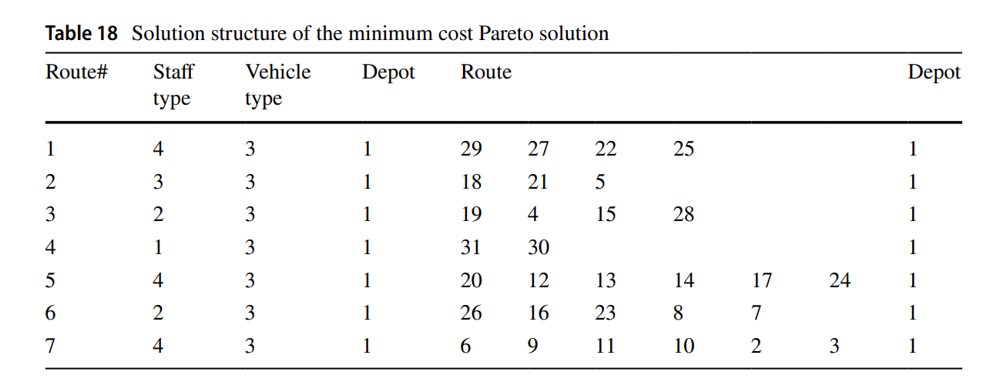 Table 18 Solution structure of the minimum cost Pareto solution
Route# Staff type Vehicle type Depot Route Depot
1 4 3 1 29 27 22 25 1
2 3 3 1 18 21 5 1
3 2 3 1 19 4 15 28 1
4 1 3 1 31 30 1
5 4 3 1 20 12 13 14 17 24 1
6 2 3 1 26 16 23 8 7 1
7 4 3 1 6 9 11 10 2 3 1